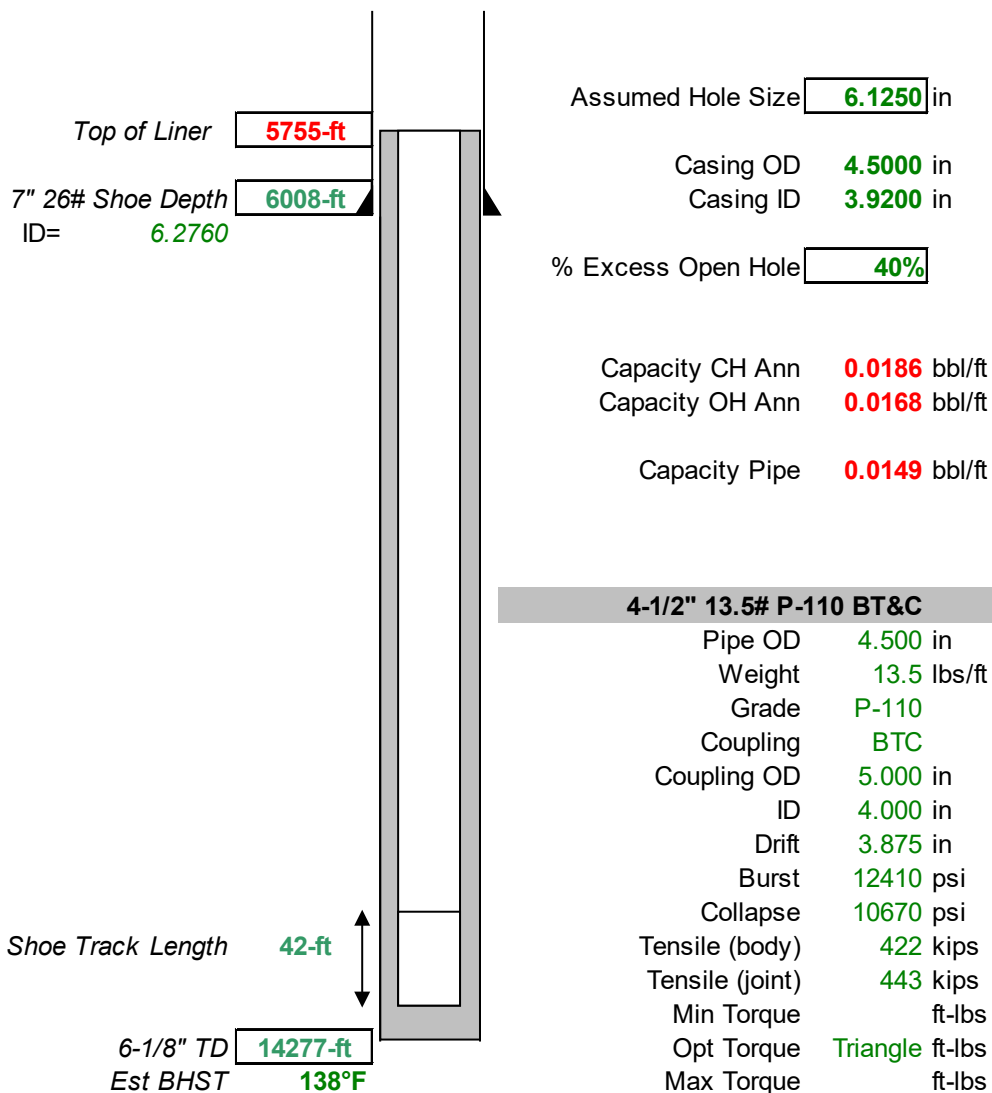 Assumed Hole Size 6.1250 in
Top of Liner 5755-ft
Casing OD 4.5000 in
7" 26# Shoe Depth 6008-ft
Casing ID 3.9200 in
ID= 6.2760
% Excess Open Hole 40%
Capacity CH Ann 0.0186 bbl/ft
Capacity OH Ann 0.0168 bbl/ft
Capacity Pipe 0.0149 bbl/ft
4-1/2" 13.5# P-110 BT&C
Pipe OD 4.500 in
Weight 13.5 lbs/ft
Grade P-110
Coupling BTC
Coupling OD 5.000 in
ID 4.000 in
Drift 3.875 in
Burst 12410 psi
Collapse 10670 psi
Shoe Track Length 42-ft
Tensile (body) 422 kips
Tensile (joint) 443 kips
Min Torque ft-lbs
6-1/8" TD 14277-ft
Opt Torque Triangle ft-lbs
Est BHST 138°F
Max Torque ft-lbs